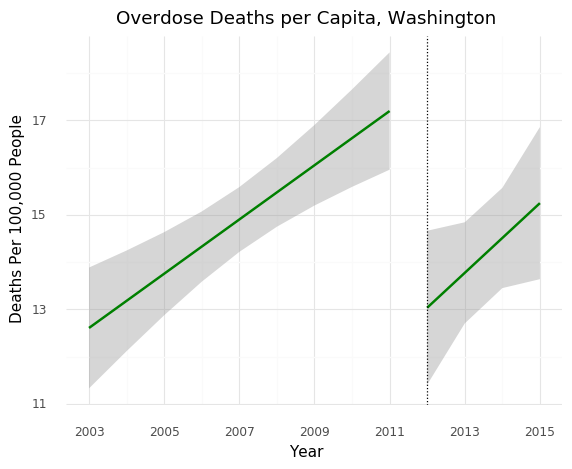 Overdose Deaths per Capita, Washington
Deaths Per 100,000 People
17
15
13
11
2003 2005 2007 2009 2011 2013 2015
Year